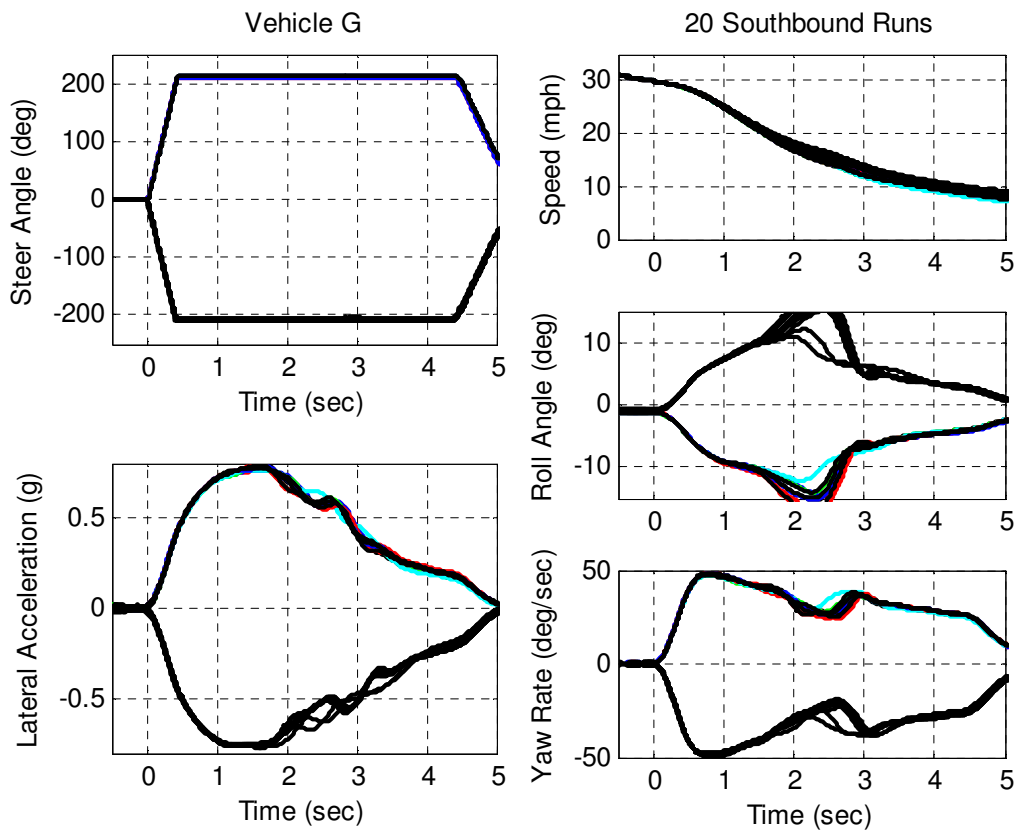 Vehicle G
20 Southbound Runs
Steer Angle (deg)
200
100
0
-100
-200
0 1 2 3 4 5
Time (sec)
Speed (mph)
30
20
10
0
0 1 2 3 4 5
Roll Angle (deg)
10
0
-10
0 1 2 3 4 5
Lateral Acceleration (g)
0.5
0
-0.5
0 1 2 3 4 5
Time (sec)
Yaw Rate (deg/sec)
50
0
-50
0 1 2 3 4 5
Time (sec)